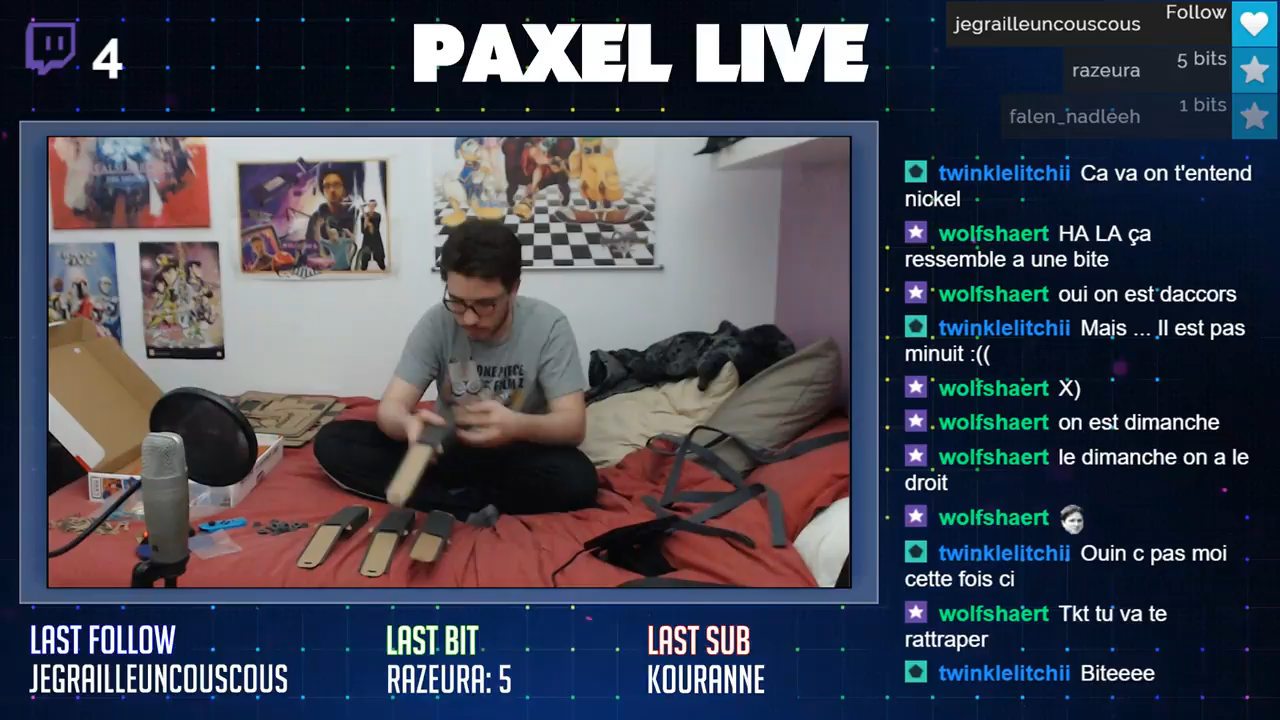 4
PAXEL LIVE
jegrailleuncouscous Follow
razeura 5 bits
falen_nadleeh 1 bits
twinklelitchii Ca va on t'entend
nickel
wolfshaert HA LA ça
ressemble a une bite
wolfshaert oui on est daccors
twinklelitchii Mais ... Il est pas
minuit :((
wolfshaert X)
wolfshaert on est dimanche
wolfshaert le dimanche on a le
droit
wolfshaert
twinklelitchii Ouin c pas moi
cette fois ci
wolfshaert Tkt tu va te
rattraper
twinklelitchii Biteeee
ONE PIECE
FILM Z
LAST FOLLOW
JEGRAILLEUNCOUSCOUS
LAST BIT
RAZEURA: 5
LAST SUB
KOURANNE